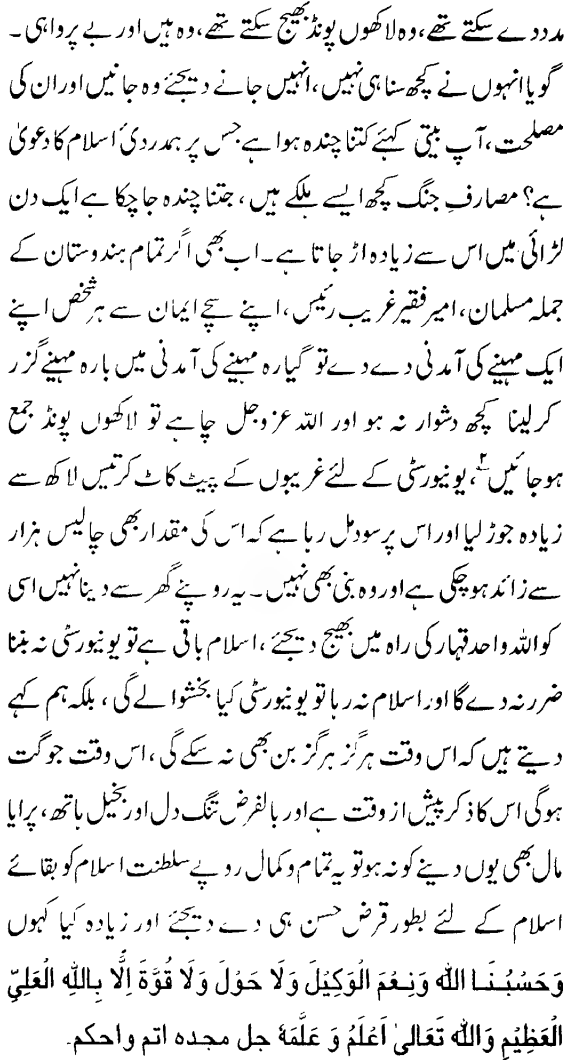 مدد دے سکتے تھے، وہ لاکھوں پونڈ بھیج سکتے تھے، وہ ہیں اور بے پرواہی۔
گویا انہوں نے کچھ سنا ہی نہیں، انہیں جانے دیجئے وہ جانیں اور ان کی
مصلحت، آپ بیتی کہئے کتنا چندہ ہوا ہے جس پر ہمدردیٔ اسلام کا دعویٰ
ہے؟ مصارفِ جنگ کچھ ایسے ہلکے ہیں، جتنا چندہ جا چکا ہے ایک دن
لڑائی میں اس سے زیادہ اڑ جاتا ہے۔ اب بھی اگر تمام ہندوستان کے
جملہ مسلمان، امیر فقیر غریب رئیس، اپنے سچے ایمان سے ہر شخص اپنے
ایک مہینے کی آمدنی دے دے تو گیارہ مہینے کی آمدنی میں بارہ مہینے گزر
کرلینا کچھ دشوار نہ ہو اور اللہ عزوجل چاہے تو لاکھوں پونڈ جمع
ہوجائیں۲، یونیورسٹی کے لئے غریبوں کے پیٹ کاٹ کر تیس لاکھ سے
زیادہ جوڑ لیا اور اس پر سود مل رہا ہے کہ اس کی مقدار بھی چالیس ہزار
سے زائد ہوچکی ہے اور وہ بنی بھی نہیں۔ یہ روپئے گھر سے دینا نہیں اسی
کو اللہ واحد قہار کی راہ میں بھیج دیجئے، اسلام باقی ہے تو یونیورسٹی نہ بننا
ضرر نہ دے گا اور اسلام نہ رہا تو یونیورسٹی کیا بخشوا لے گی، بلکہ ہم کہے
دیتے ہیں کہ اس وقت ہرگز ہرگز بن بھی نہ سکے گی، اس وقت جو گت
ہوگی اس کا ذکر پیش از وقت ہے اور بالفرض تنگ دل اور بخیل ہاتھ، پرایا
مال بھی یوں دینے کو نہ ہو تو یہ تمام و کمال روپے سلطنت اسلام کو بقائے
اسلام کے لئے بطور قرض حسن ہی دے دیجئے اور زیادہ کیا کہوں
وَحَسْبُنَا اللہ وَنِعْمَ الْوَکِیْلَ وَلَا حَوْلَ وَلَا قُوَّةَ اِلَّا بِاللہِ الْعَلِیِّ
الْعَظِیْمِ وَاللہ تَعَالیٰ اَعْلَمُ وَ عَلَّمَهٗ جل مجدہ اتم واحکم۔